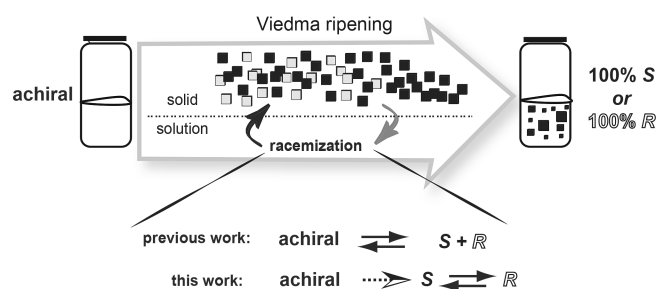 Viedma ripening
achiral
solid
solution
racemization
100% S
or
100% R
previous work: achiral S + R
this work: achiral S R